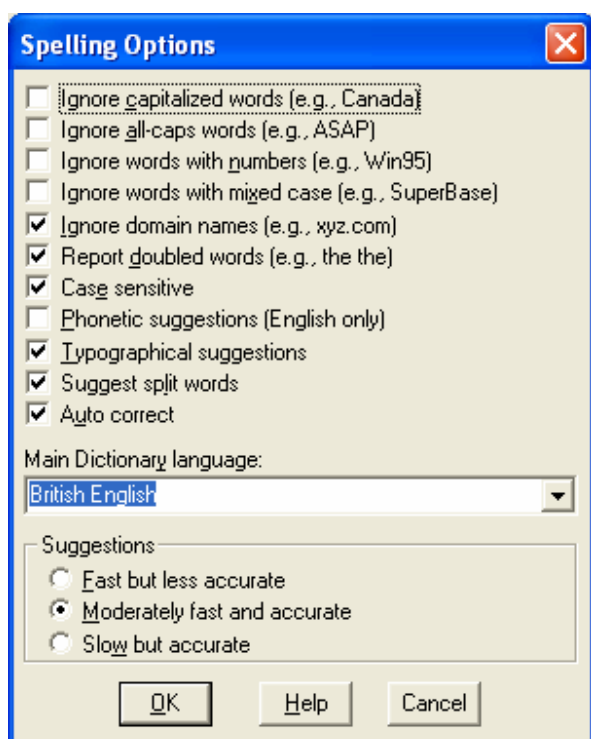 Spelling Options
Ignore capitalized words (e.g., Canada)
Ignore all-caps words (e.g., ASAP)
Ignore words with numbers (e.g., Win95)
Ignore words with mixed case (e.g., SuperBase)
Ignore domain names (e.g., xyz.com)
Report doubled words (e.g., the the)
Case sensitive
Phonetic suggestions (English only)
Typographical suggestions
Suggest split words
Auto correct
Main Dictionary language:
British English
Suggestions
Fast but less accurate
Moderately fast and accurate
Slow but accurate
OK Help Cancel